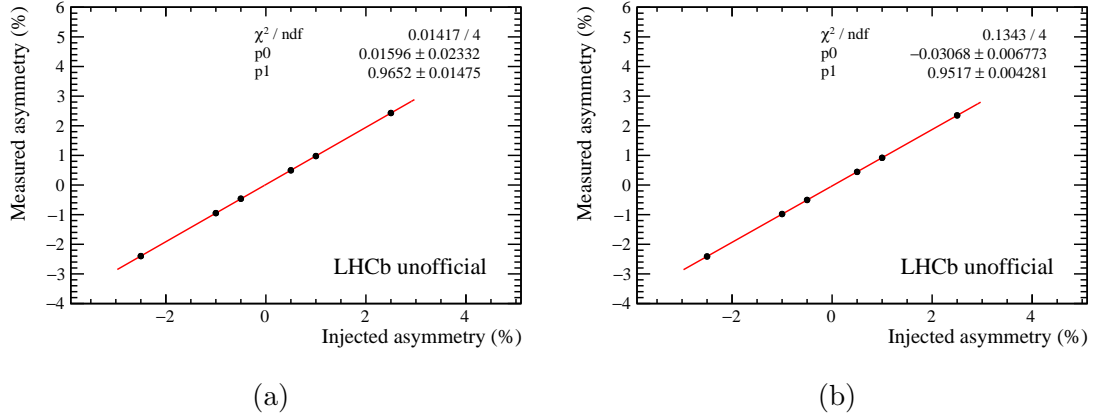 Measured asymmetry (%)
6
5
4
3
2
1
0
−1
−2
−3
−4
χ² / ndf 0.01417 / 4
p0 0.01596 ± 0.02332
p1 0.9652 ± 0.01475
LHCb unofficial
−2 0 2 4
Injected asymmetry (%)
(a)
Measured asymmetry (%)
6
5
4
3
2
1
0
−1
−2
−3
−4
χ² / ndf 0.1343 / 4
p0 −0.03068 ± 0.006773
p1 0.9517 ± 0.004281
LHCb unofficial
−2 0 2 4
Injected asymmetry (%)
(b)